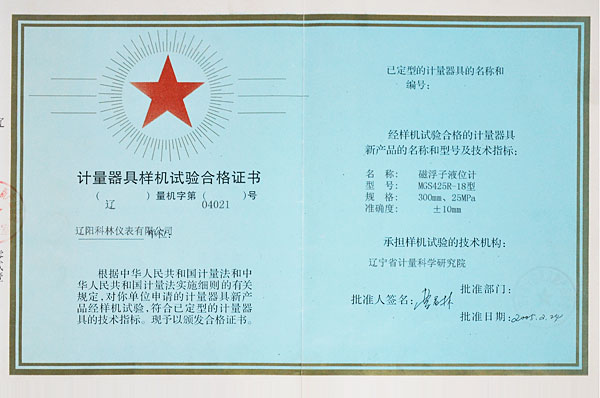 计量器具样机试验合格证书
( 辽 )量机字第( 04021 )号
辽阳科林仪表有限公司 单位:
根据中华人民共和国计量法和中
华人民共和国计量法实施细则的有关
规定,对你单位申请的计量器具新产
品经样机试验,符合已定型的计量器
具的技术指标。现予以颁发合格证书。
已定型的计量器具的名称和
编号:
经样机试验合格的计量器具
新产品的名称和型号及技术指标:
名 称: 磁浮子液位计
型 号: MGS425R-18型
规 格: 300mm、25MPa
准确度: ±10mm
承担样机试验的技术机构:
辽宁省计量科学研究院
批准部门:
批准人签名:
批准日期: 2005.2.24